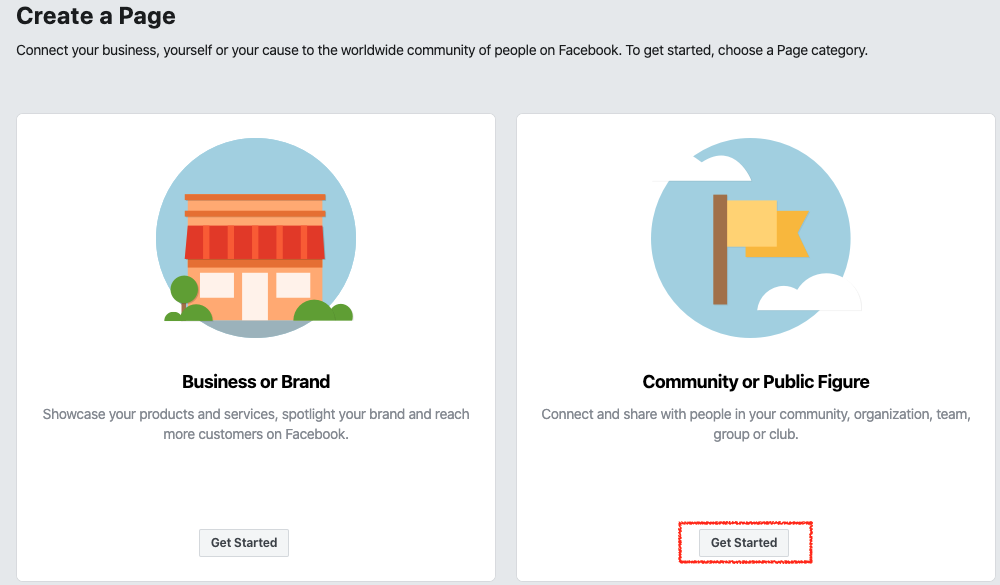 Create a Page
Connect your business, yourself or your cause to the worldwide community of people on Facebook. To get started, choose a Page category.
Business or Brand
Showcase your products and services, spotlight your brand and reach
more customers on Facebook.
Get Started
Community or Public Figure
Connect and share with people in your community, organization, team,
group or club.
Get Started